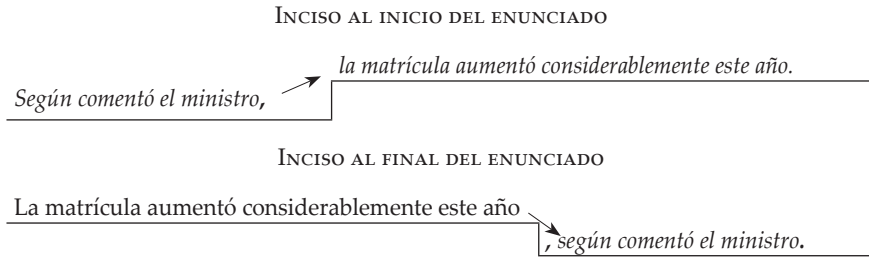 INCISO AL INICIO DEL ENUNCIADO
la matrícula aumentó considerablemente este año.
Según comentó el ministro,
INCISO AL FINAL DEL ENUNCIADO
La matrícula aumentó considerablemente este año
, según comentó el ministro.